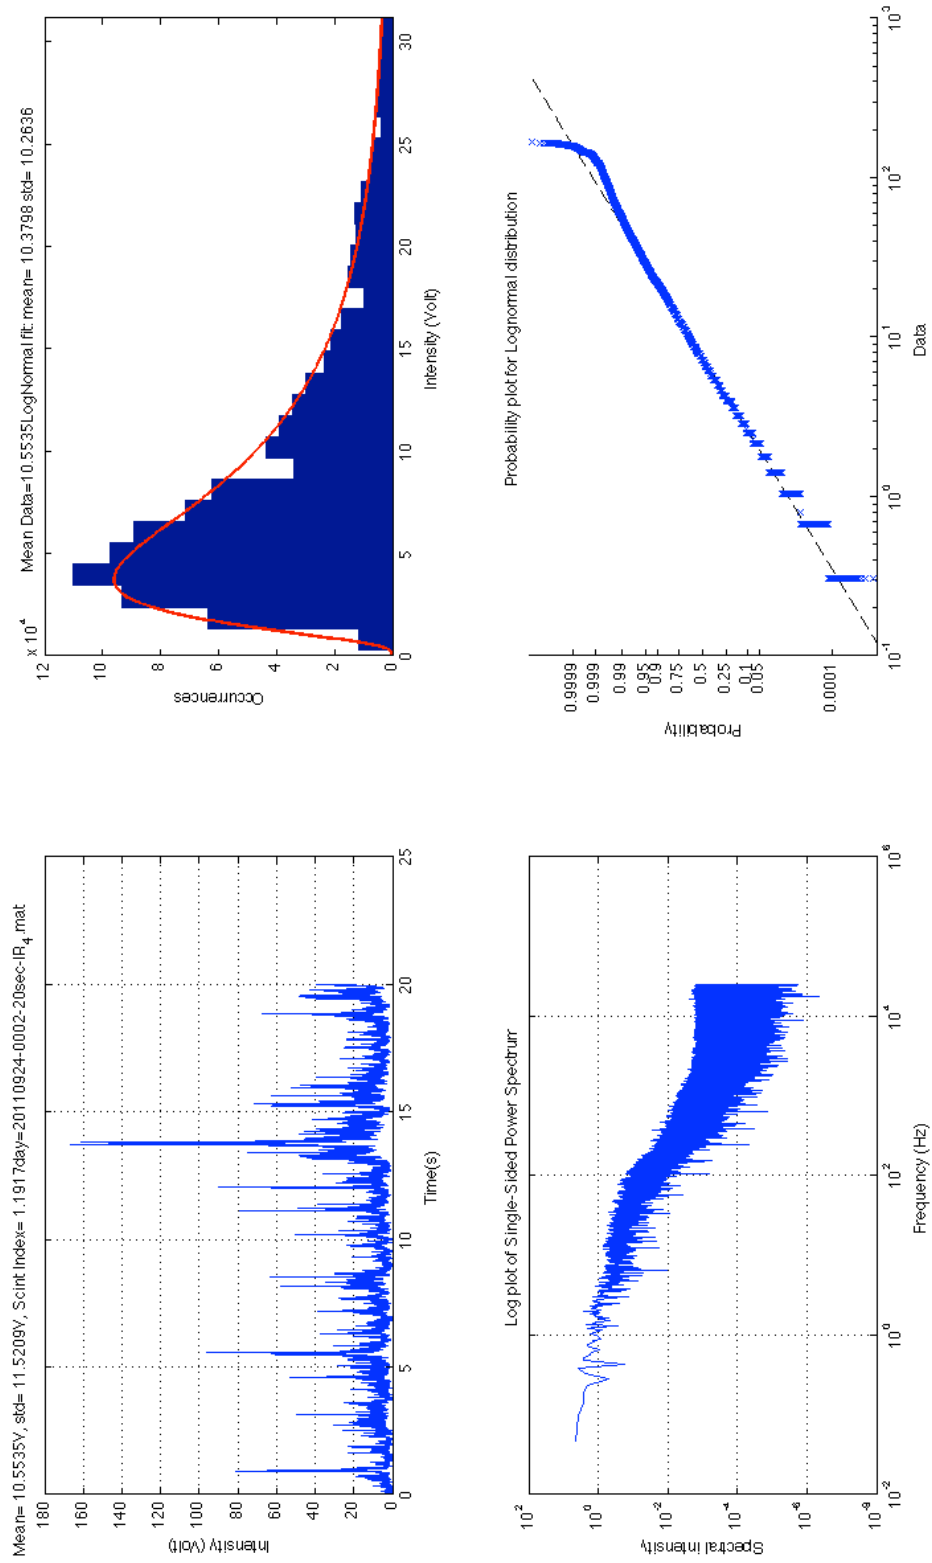 Mean= 10.5535V, std= 11.5209V, Scint Index= 1.1917day=20110924-0002-20sec-IR4.mat
180
160
140
120
100
80
60
40
20
0
Intensity (Volt)
0 5 10 15 20 25
Time(s)
Mean Data=10.5535LogNormal fit: mean= 10.3798 std= 10.2636
x 10^4
12
10
8
6
4
2
0
Occurrences
0 5 10 15 20 25 30
Intensity (Volt)
Log plot of Single-Sided Power Spectrum
10^2
10^0
10^-2
10^-4
10^-6
10^-8
Spectral intensity
10^-2 10^0 10^2 10^4 10^6
Frequency (Hz)
Probability plot for Lognormal distribution
0.9999
0.999
0.99
0.95
0.9
0.75
0.5
0.25
0.1
0.05
0.0001
Probability
10^-1 10^0 10^1 10^2 10^3
Data